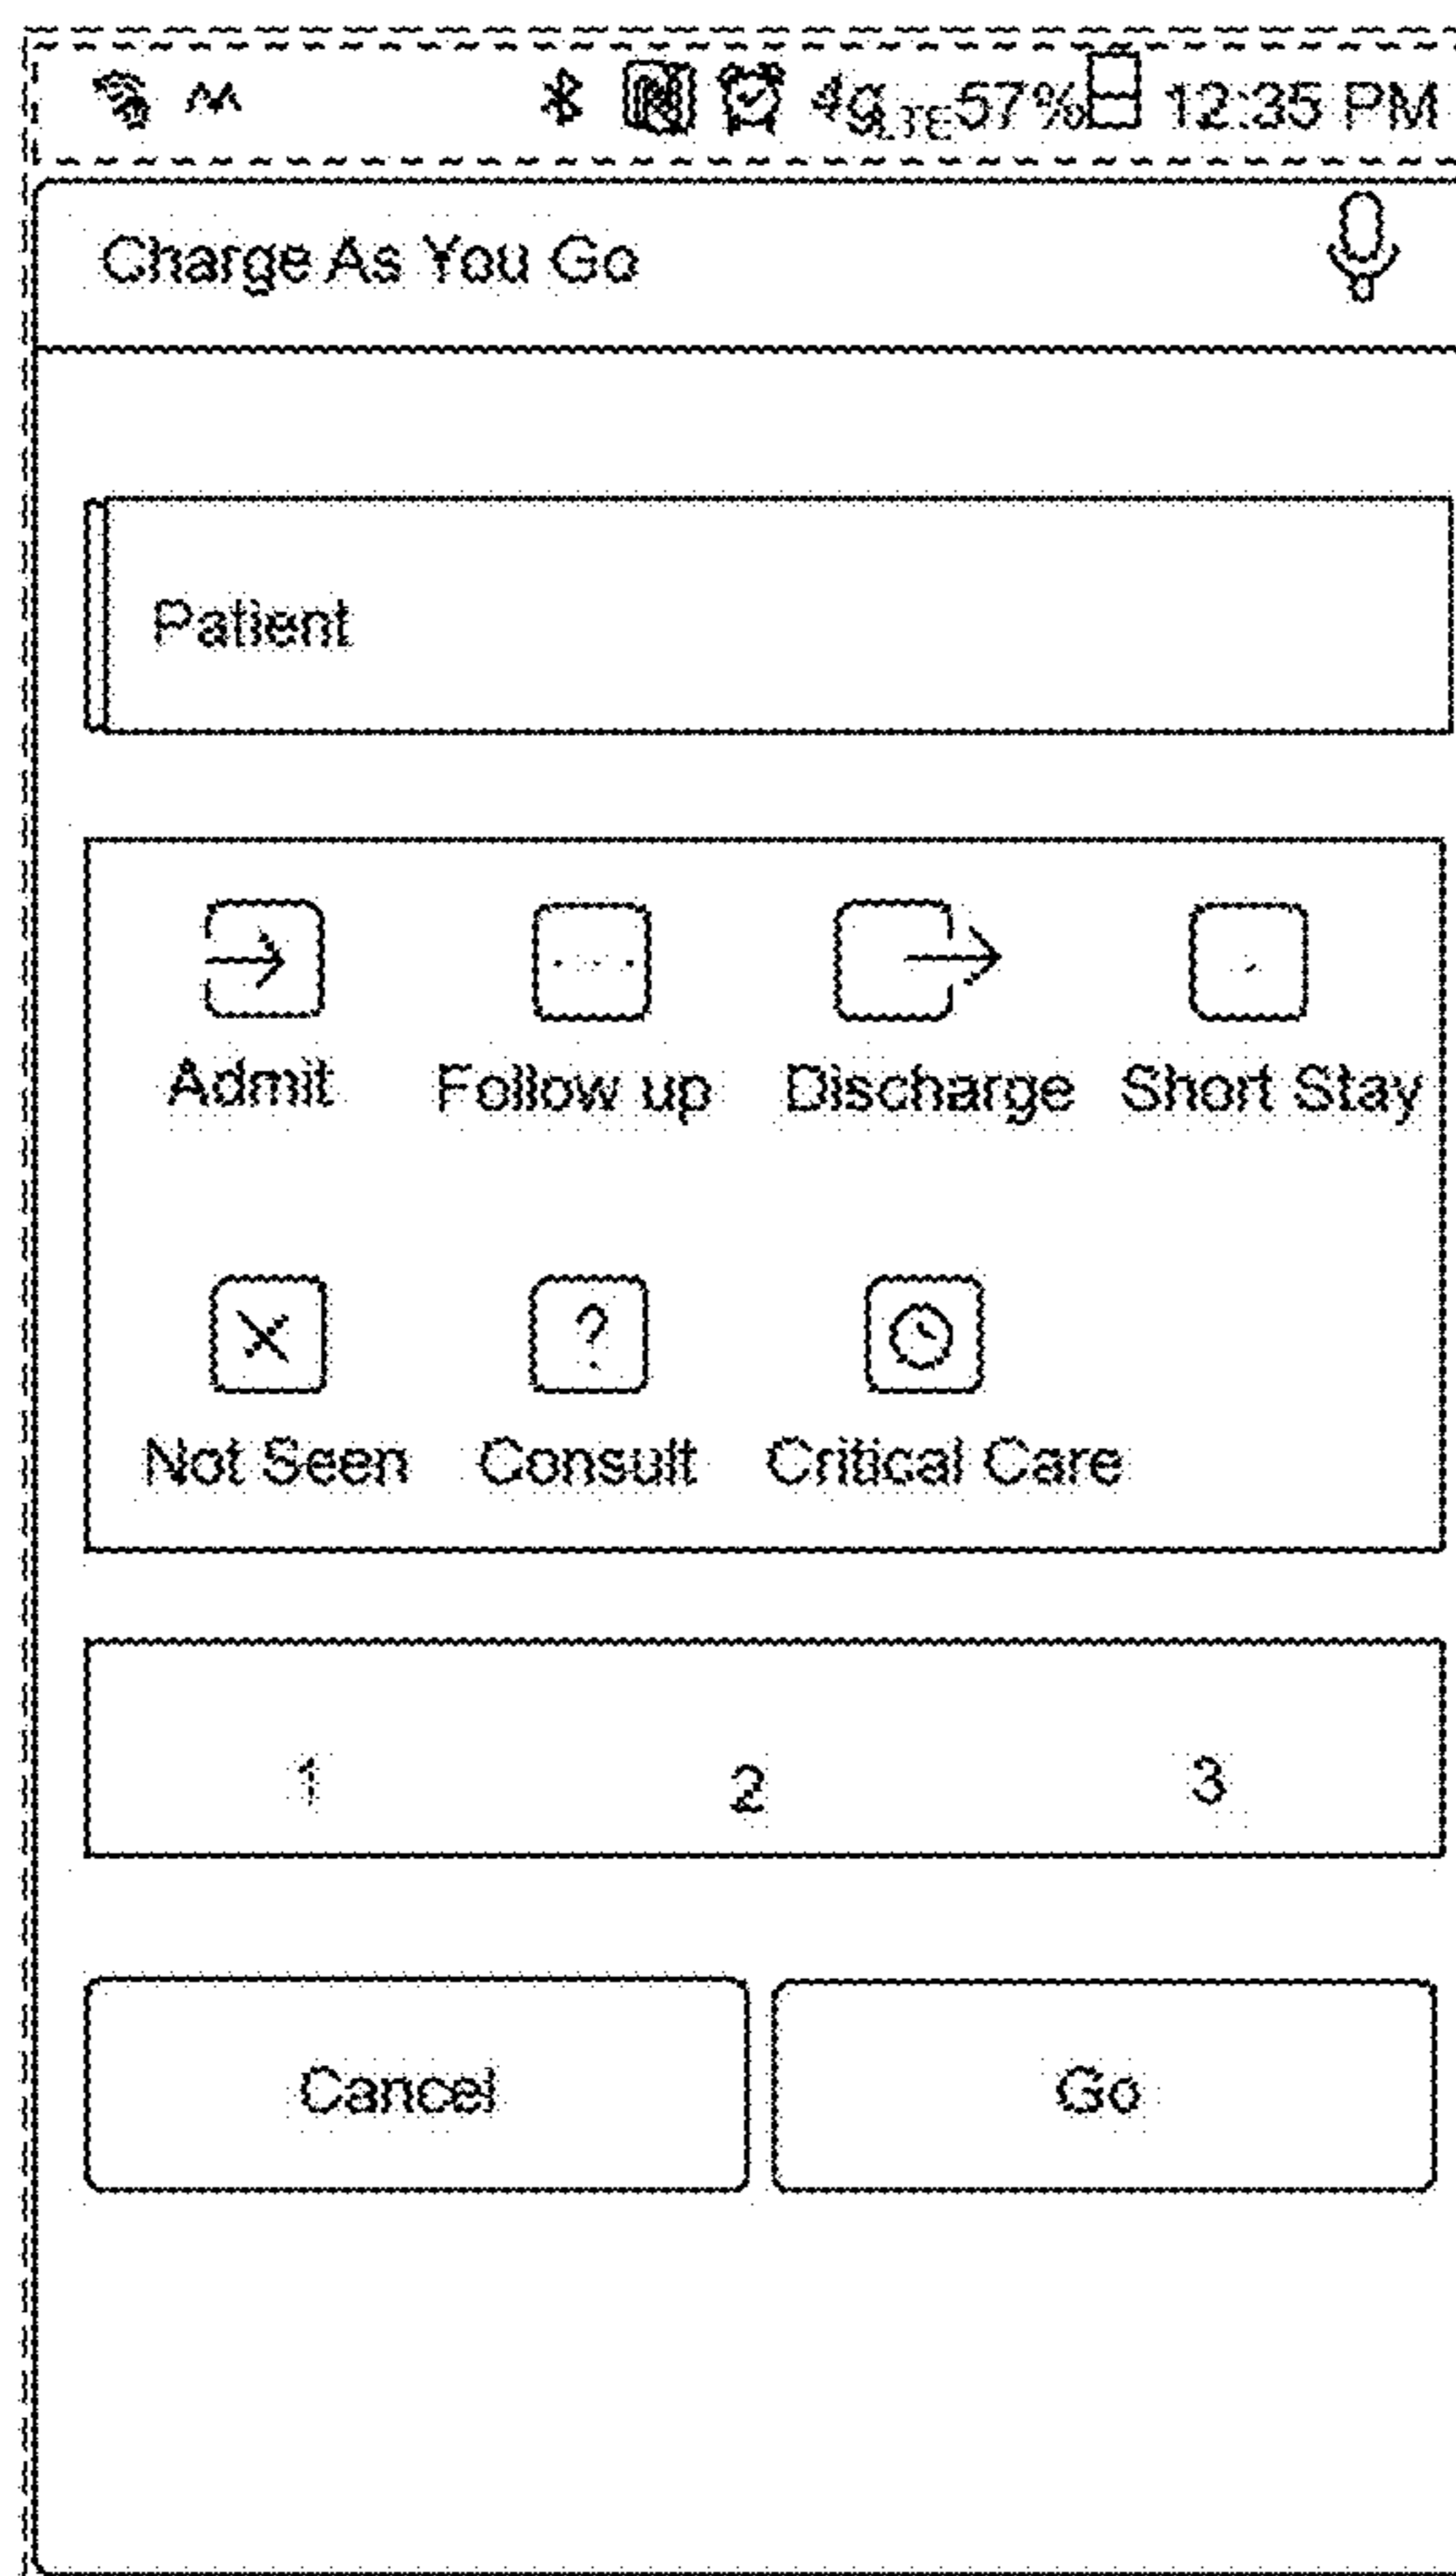 4g LTE 57% 12:35 PM
Charge As You Go
Patient
Admit Follow up Discharge Short Stay
?
Not Seen Consult Critical Care
1 2 3
Cancel Go